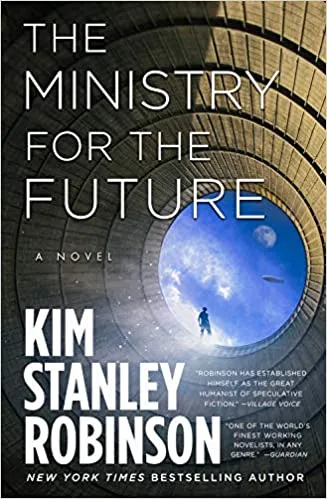 THE
MINISTRY
FOR THE
FUTURE
A NOVEL
KIM
STANLEY
ROBINSON
"ROBINSON HAS ESTABLISHED
HIMSELF AS THE GREAT
HUMANIST OF SPECULATIVE
FICTION." —VILLAGE VOICE
"ONE OF THE WORLD'S
FINEST WORKING
NOVELISTS, IN ANY
GENRE." —GUARDIAN
NEW YORK TIMES BESTSELLING AUTHOR